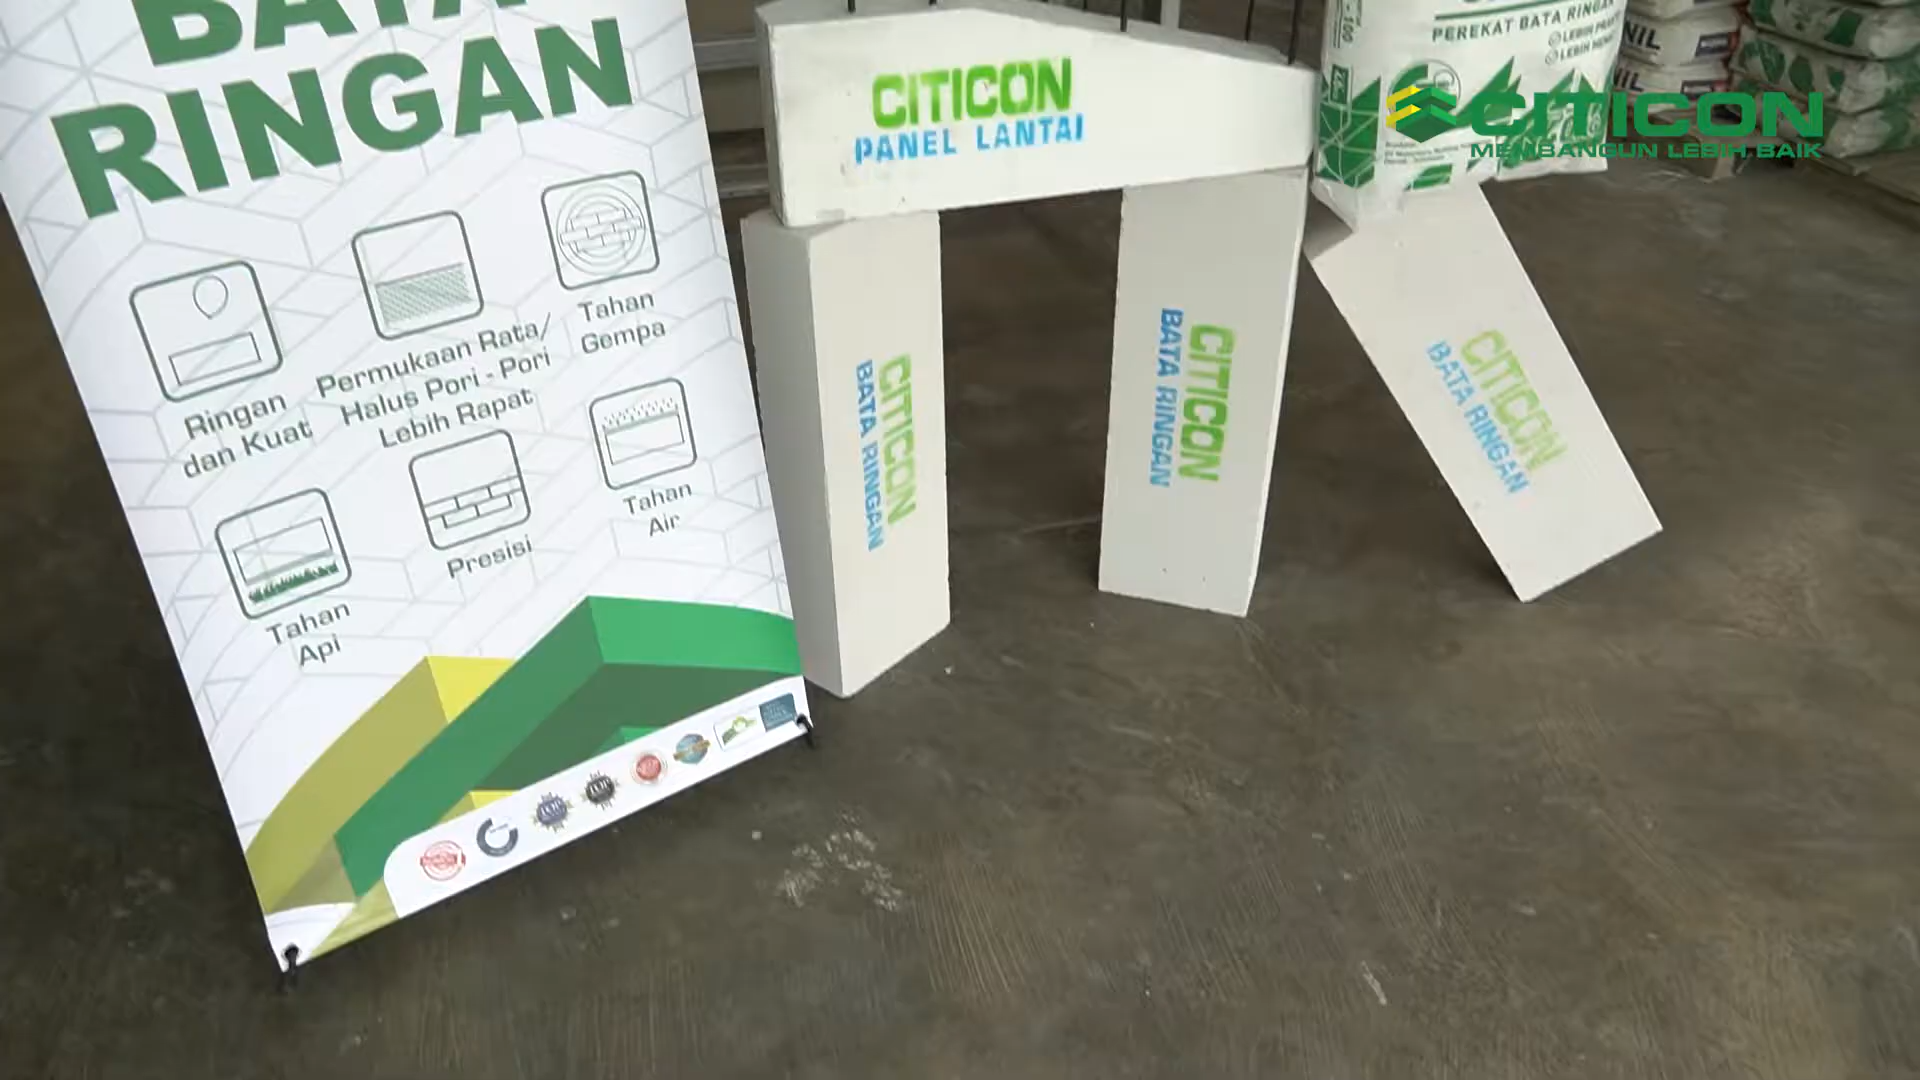 BATA
RINGAN
Ringan
dan Kuat
Permukaan Rata/
Halus Pori - Pori
Lebih Rapat
Tahan
Gempa
Tahan
Api
Presisi
Tahan
Air
CITICON
PANEL LANTAI
CITICON
BATA RINGAN
CITICON
BATA RINGAN
CITICON
BATA RINGAN
PEREKAT BATA RINGAN
LEBIH
LEBIH
CITICON
MEMBANGUN LEBIH BAIK